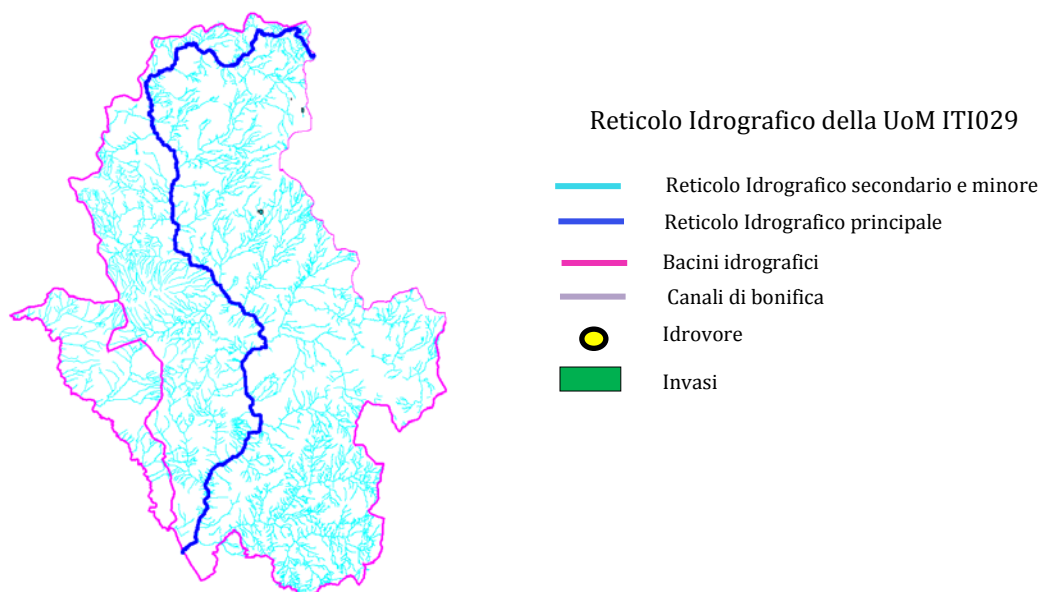 Reticolo Idrografico della UoM ITI029
Reticolo Idrografico secondario e minore
Reticolo Idrografico principale
Bacini idrografici
Canali di bonifica
Idrovore
Invasi